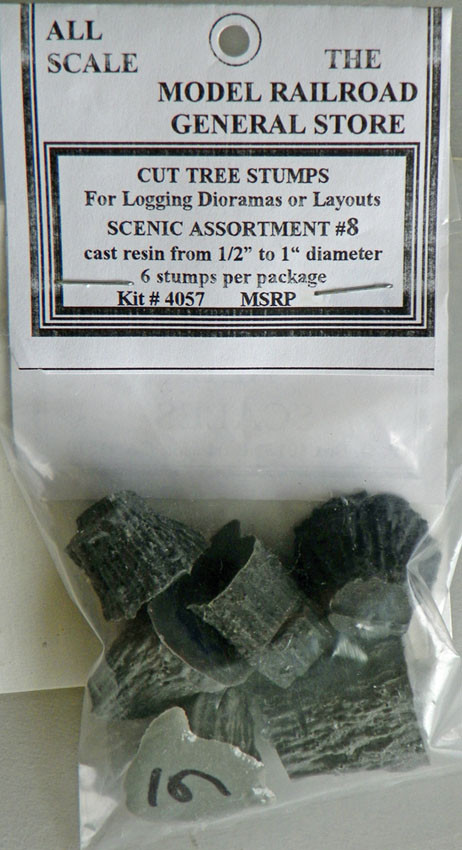 ALL
SCALE
THE
MODEL RAILROAD
GENERAL STORE
CUT TREE STUMPS
For Logging Dioramas or Layouts
SCENIC ASSORTMENT #8
cast resin from 1/2” to 1“ diameter
6 stumps per package
Kit # 4057 MSRP
16